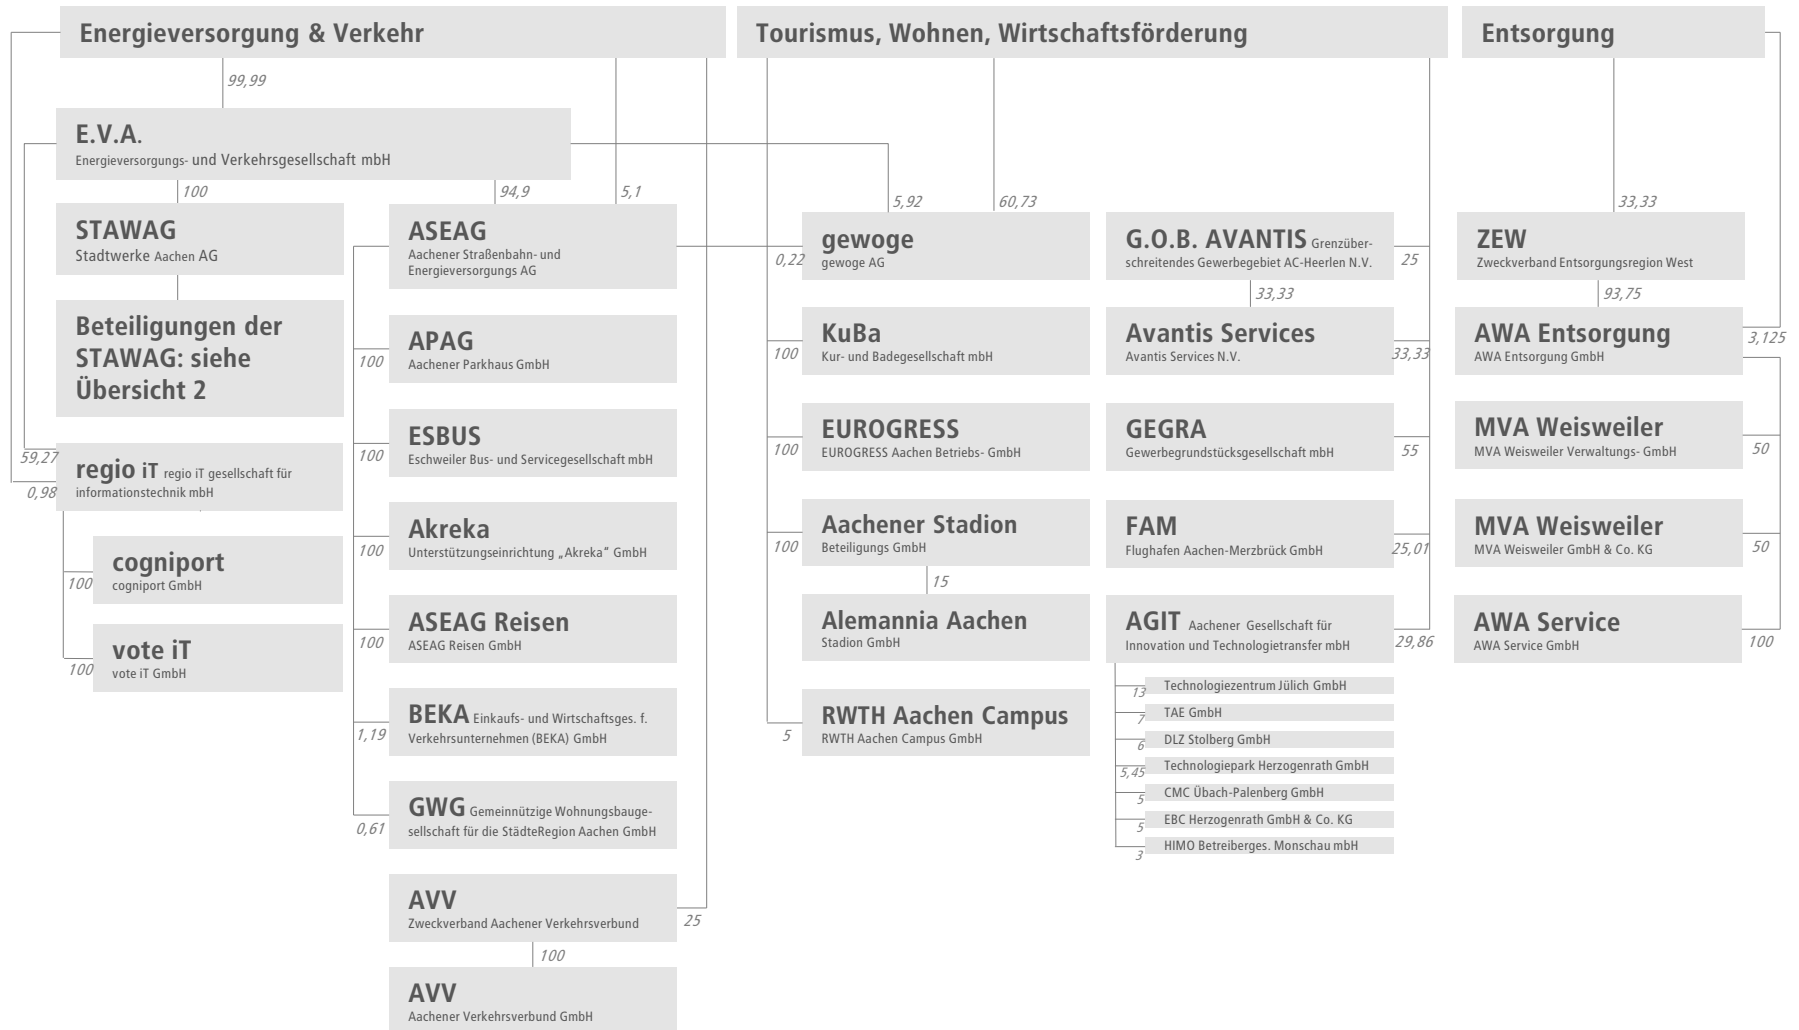 Energieversorgung & Verkehr
99,99
E.V.A.
Energieversorgungs- und Verkehrsgesellschaft mbH
100
94,9
5,1
STAWAG
Stadtwerke Aachen AG
Beteiligungen der
STAWAG: siehe
Übersicht 2
59,27
0,98
regio iT regio iT gesellschaft für
informationstechnik mbH
100
cogniport
cogniport GmbH
100
vote iT
vote iT GmbH
ASEAG
Aachener Straßenbahn- und
Energieversorgungs AG
100
APAG
Aachener Parkhaus GmbH
100
ESBUS
Eschweiler Bus- und Servicegesellschaft mbH
100
Akreka
Unterstützungseinrichtung „Akreka“ GmbH
100
ASEAG Reisen
ASEAG Reisen GmbH
1,19
BEKA Einkaufs- und Wirtschaftsges. f.
Verkehrsunternehmen (BEKA) GmbH
0,61
GWG Gemeinnützige Wohnungsbauge-
sellschaft für die StädteRegion Aachen GmbH
AVV
Zweckverband Aachener Verkehrsverbund
25
100
AVV
Aachener Verkehrsverbund GmbH
Tourismus, Wohnen, Wirtschaftsförderung
5,92
60,73
0,22
gewoge
gewoge AG
100
KuBa
Kur- und Badegesellschaft mbH
100
EUROGRESS
EUROGRESS Aachen Betriebs- GmbH
100
Aachener Stadion
Beteiligungs GmbH
15
Alemannia Aachen
Stadion GmbH
5
RWTH Aachen Campus
RWTH Aachen Campus GmbH
G.O.B. AVANTIS Grenzüber-
schreitendes Gewerbegebiet AC-Heerlen N.V.
25
33,33
Avantis Services
Avantis Services N.V.
33,33
GEGRA
Gewerbegrundstücksgesellschaft mbH
55
FAM
Flughafen Aachen-Merzbrück GmbH
25,01
AGIT Aachener Gesellschaft für
Innovation und Technologietransfer mbH
29,86
13 Technologiezentrum Jülich GmbH
7 TAE GmbH
6 DLZ Stolberg GmbH
5,45 Technologiepark Herzogenrath GmbH
5 CMC Übach-Palenberg GmbH
5 EBC Herzogenrath GmbH & Co. KG
3 HIMO Betreiberges. Monschau mbH
Entsorgung
33,33
ZEW
Zweckverband Entsorgungsregion West
93,75
AWA Entsorgung
AWA Entsorgung GmbH
3,125
MVA Weisweiler
MVA Weisweiler Verwaltungs- GmbH
50
MVA Weisweiler
MVA Weisweiler GmbH & Co. KG
50
AWA Service
AWA Service GmbH
100